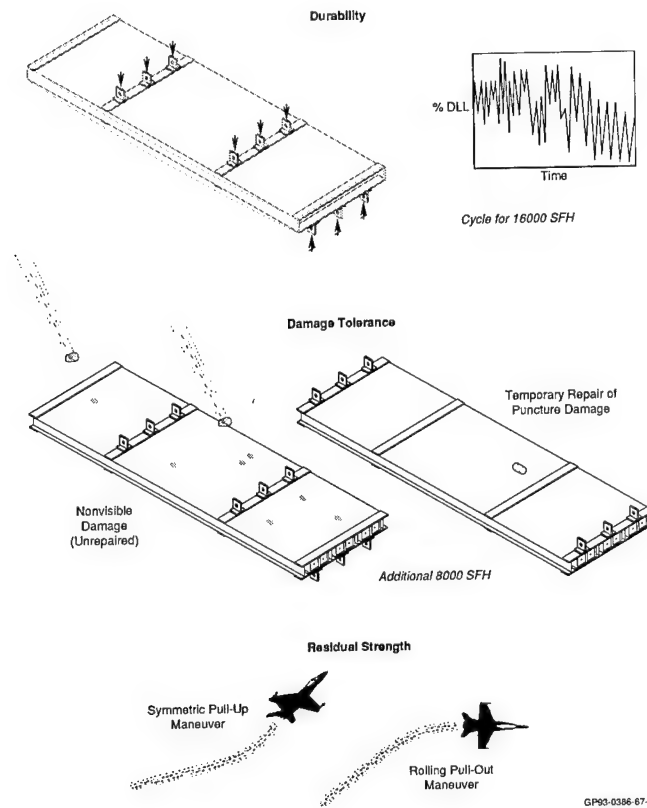 Durability
% DLL
Time
Cycle for 16000 SFH
Damage Tolerance
Temporary Repair of
Puncture Damage
Nonvisible
Damage
(Unrepaired)
Additional 8000 SFH
Residual Strength
Symmetric Pull-Up
Maneuver
Rolling Pull-Out
Maneuver
GP93-0386-67-